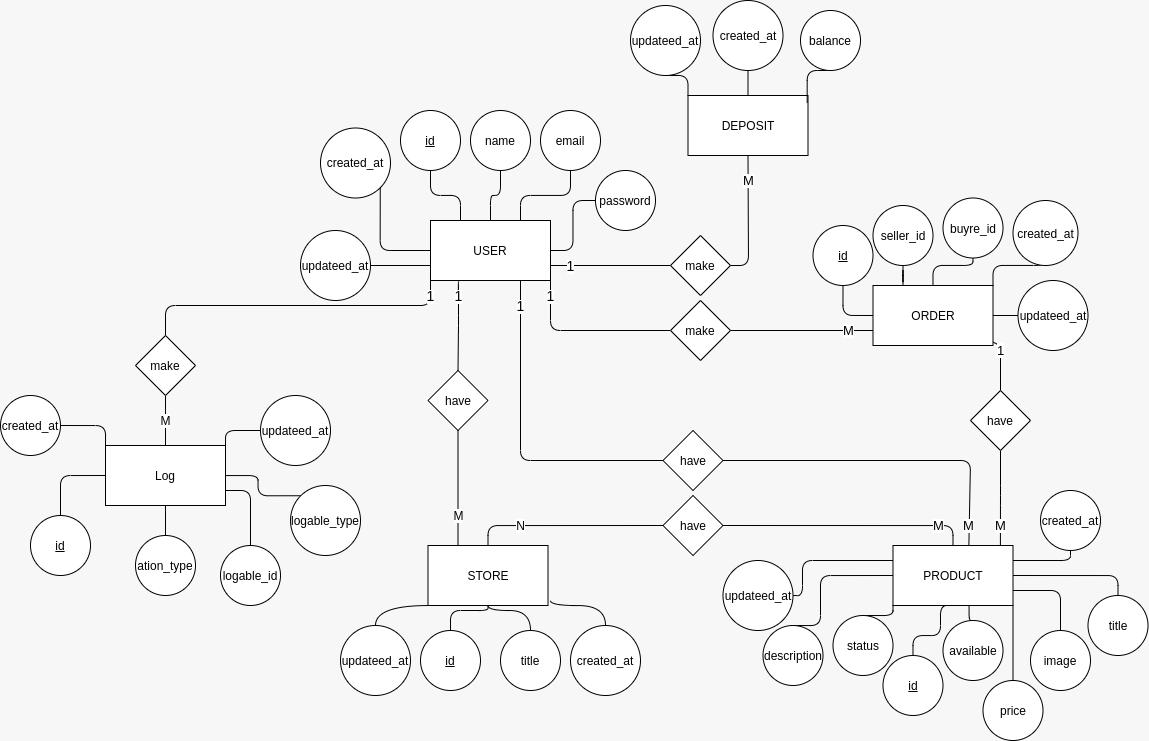 updateed_at
created_at
balance
DEPOSIT
M
created_at
id
name
email
password
USER
updateed_at
1
make
id
seller_id
buyre_id
created_at
ORDER
updateed_at
1
1
1
1
make
M
1
make
M
have
have
created_at
updateed_at
Log
id
ation_type
logable_id
logable_type
have
M
N
have
M
M
M
created_at
STORE
updateed_at
id
title
created_at
PRODUCT
updateed_at
description
status
id
available
price
image
title